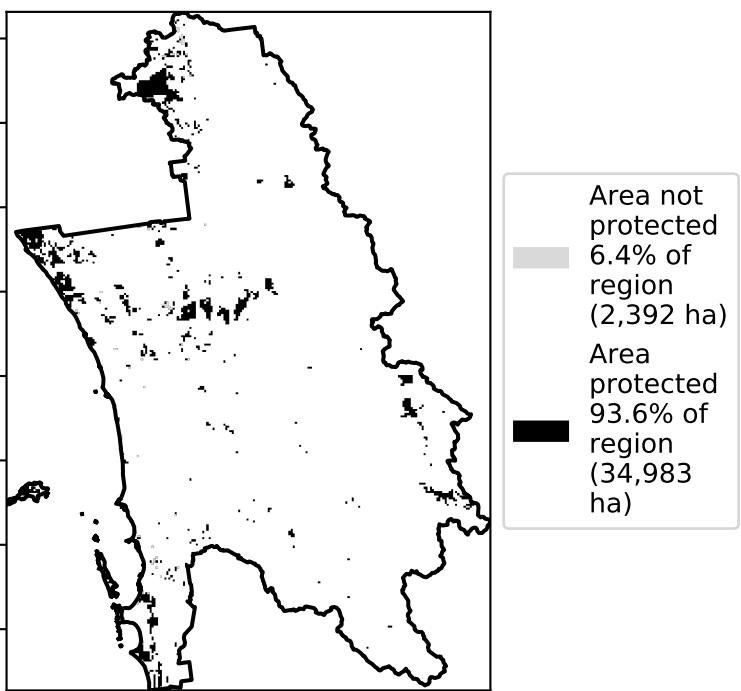 Area not
protected
6.4% of
region
(2,392 ha)
Area
protected
93.6% of
region
(34,983
ha)